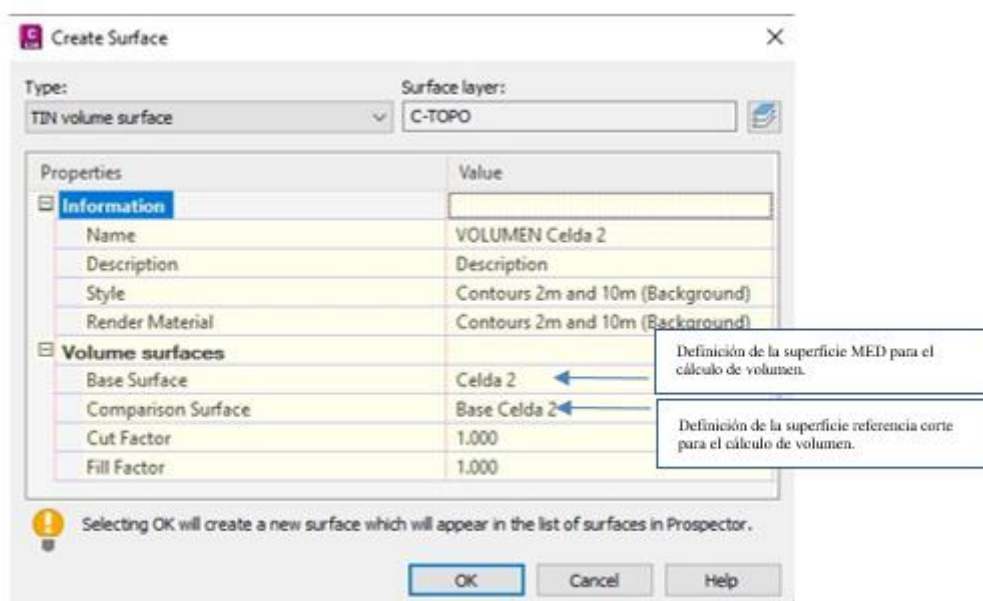 Create Surface
Type:
Surface layer:
TIN volume surface
C-TOPO
Properties
Value
Information
Name
VOLUMEN Celda 2
Description
Description
Style
Contours 2m and 10m (Background)
Render Material
Contours 2m and 10m (Background)
Volume surfaces
Base Surface
Celda 2
Comparison Surface
Base Celda 2
Cut Factor
1.000
Fill Factor
1.000
Definición de la superficie MED para el
cálculo de volumen.
Definición de la superficie referencia corte
para el cálculo de volumen.
Selecting OK will create a new surface which will appear in the list of surfaces in Prospector.
OK
Cancel
Help